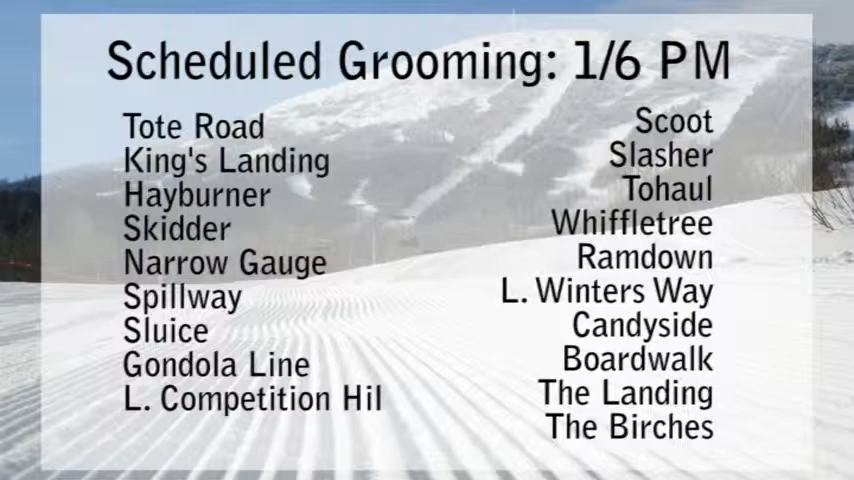 Scheduled Grooming: 1/6 PM
Tote Road
King's Landing
Hayburner
Skidder
Narrow Gauge
Spillway
Sluice
Gondola Line
L. Competition Hil
Scoot
Slasher
Tohaul
Whiffletree
Ramdown
L. Winters Way
Candyside
Boardwalk
The Landing
The Birches